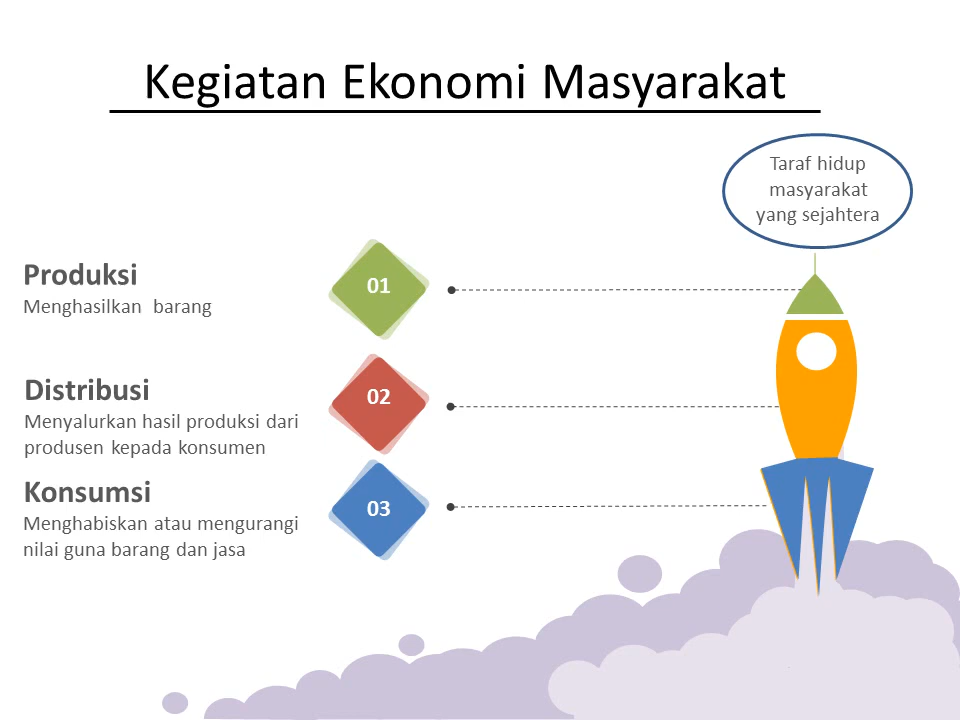 Kegiatan Ekonomi Masyarakat
Taraf hidup
masyarakat
yang sejahtera
Produksi
Menghasilkan barang
01
Distribusi
Menyalurkan hasil produksi dari
produsen kepada konsumen
02
Konsumsi
Menghabiskan atau mengurangi
nilai guna barang dan jasa
03